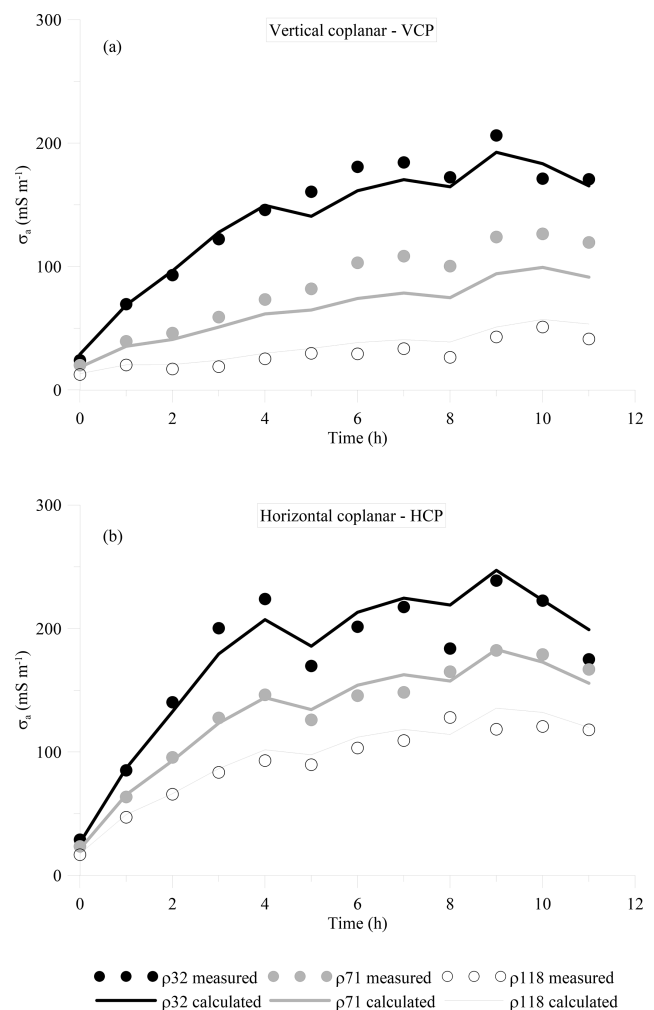 Vertical coplanar - VCP
(a)
300
200
100
0
σₐ (mS m⁻¹)
0 2 4 6 8 10 12
Time (h)
Horizontal coplanar - HCP
(b)
300
200
100
0
σₐ (mS m⁻¹)
0 2 4 6 8 10 12
Time (h)
ρ32 measured ρ71 measured ρ118 measured
ρ32 calculated ρ71 calculated ρ118 calculated